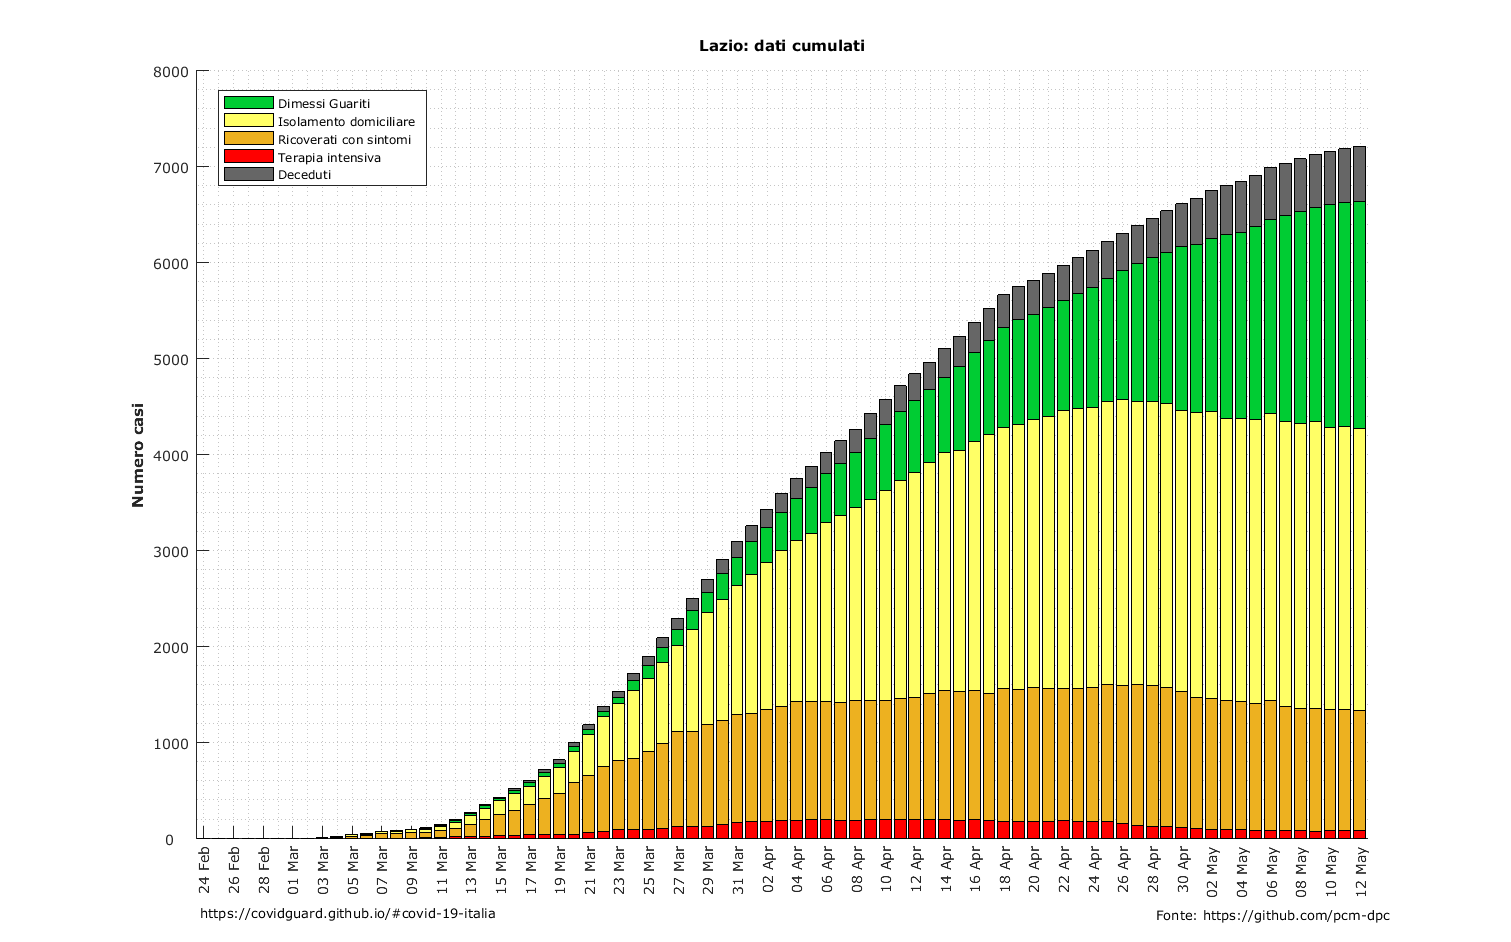 Lazio: dati cumulati
8000
7000
6000
5000
4000
3000
2000
1000
0
Numero casi
Dimessi Guariti
Isolamento domiciliare
Ricoverati con sintomi
Terapia intensiva
Deceduti
24 Feb
26 Feb
28 Feb
01 Mar
03 Mar
05 Mar
07 Mar
09 Mar
11 Mar
13 Mar
15 Mar
17 Mar
19 Mar
21 Mar
23 Mar
25 Mar
27 Mar
29 Mar
31 Mar
02 Apr
04 Apr
06 Apr
08 Apr
10 Apr
12 Apr
14 Apr
16 Apr
18 Apr
20 Apr
22 Apr
24 Apr
26 Apr
28 Apr
30 Apr
02 May
04 May
06 May
08 May
10 May
12 May
https://covidguard.github.io/#covid-19-italia
Fonte: https://github.com/pcm-dpc